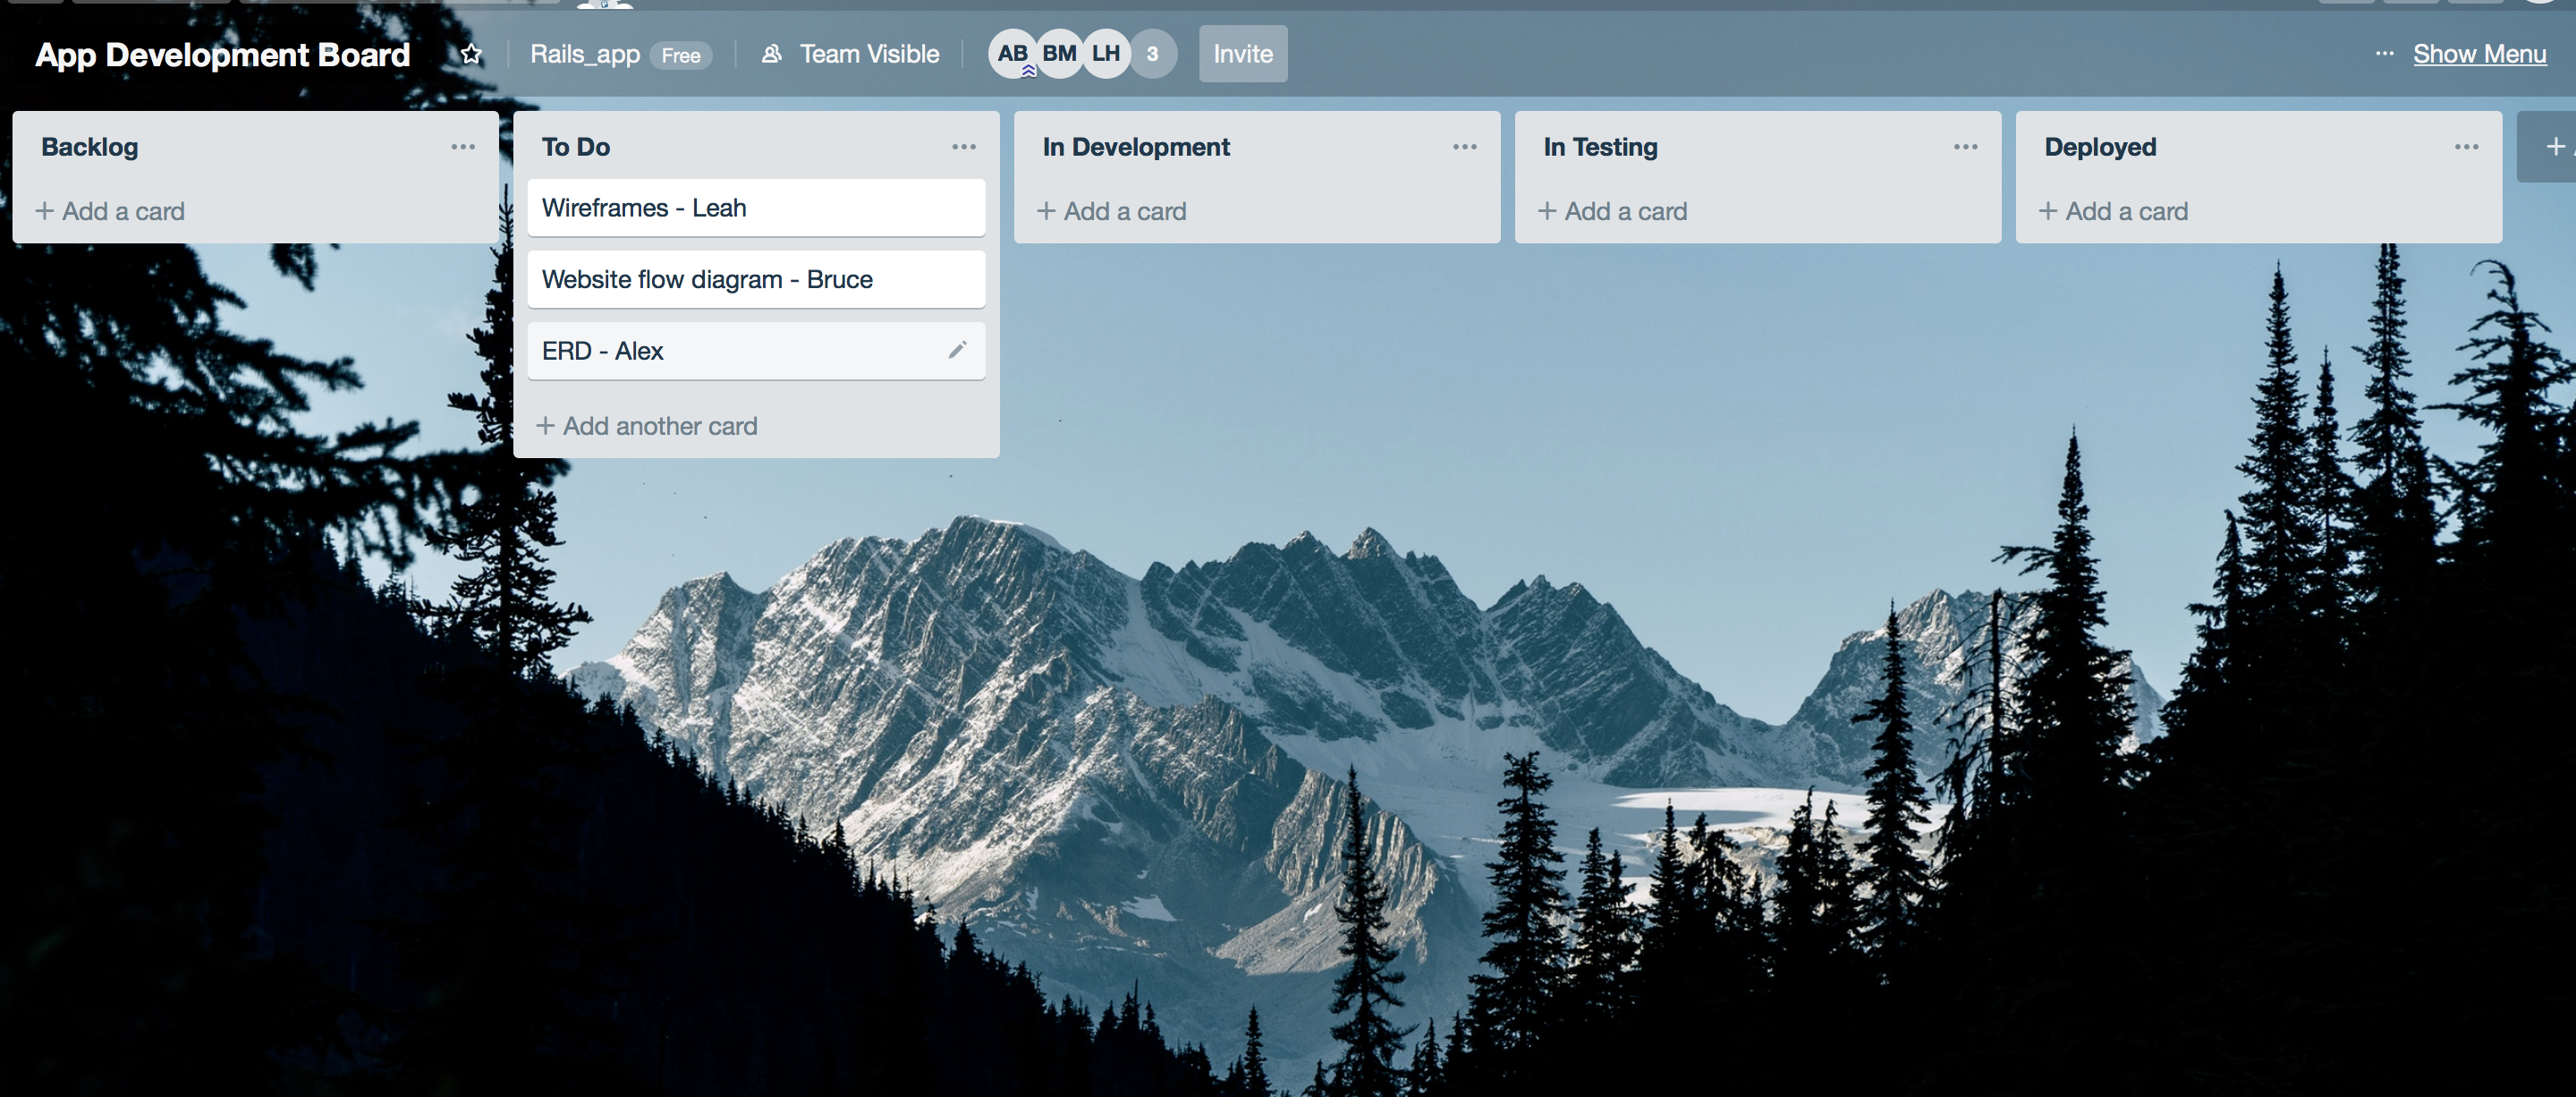 App Development Board Rails_app Free Team Visible AB BM LH 3 Invite ... Show Menu
Backlog
+ Add a card
To Do
Wireframes - Leah
Website flow diagram - Bruce
ERD - Alex
+ Add another card
In Development
+ Add a card
In Testing
+ Add a card
Deployed
+ Add a card